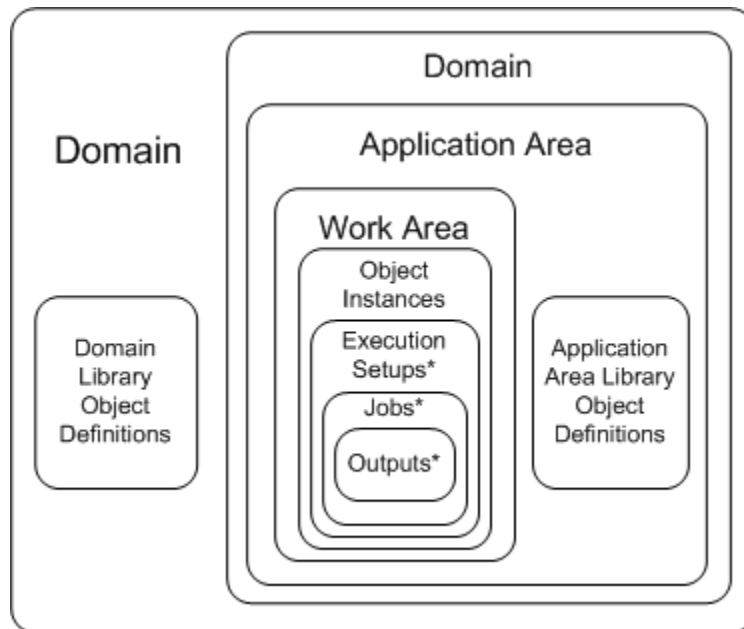 Domain
Domain
Application Area
Work Area
Object
Instances
Execution
Setups*
Jobs*
Outputs*
Domain
Library
Object
Definitions
Application
Area Library
Object
Definitions